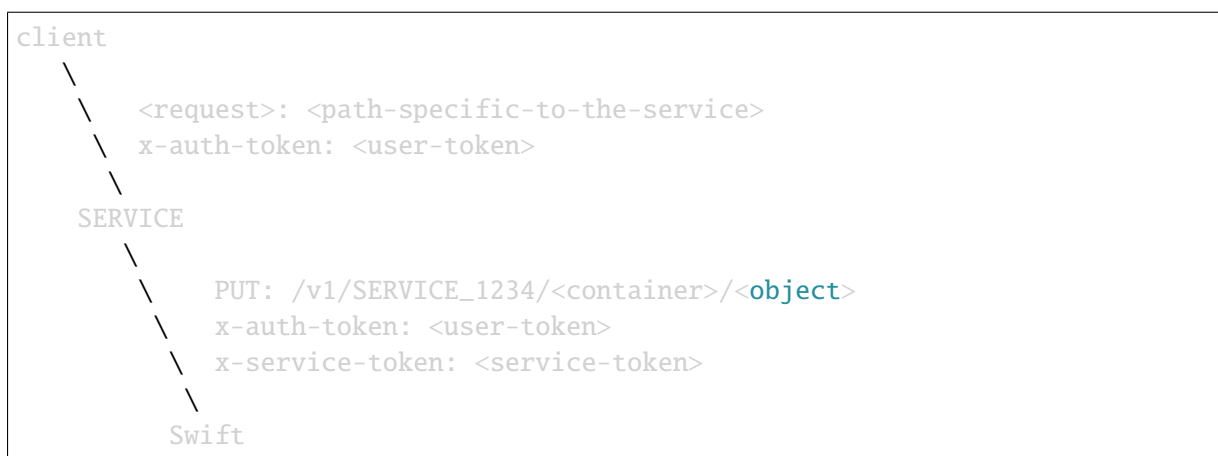 client
\
\
<request>: <path-specific-to-the-service>
\
x-auth-token: <user-token>
\
\
SERVICE
\
\
PUT: /v1/SERVICE_1234/<container>/<object>
\
x-auth-token: <user-token>
\
x-service-token: <service-token>
\
Swift